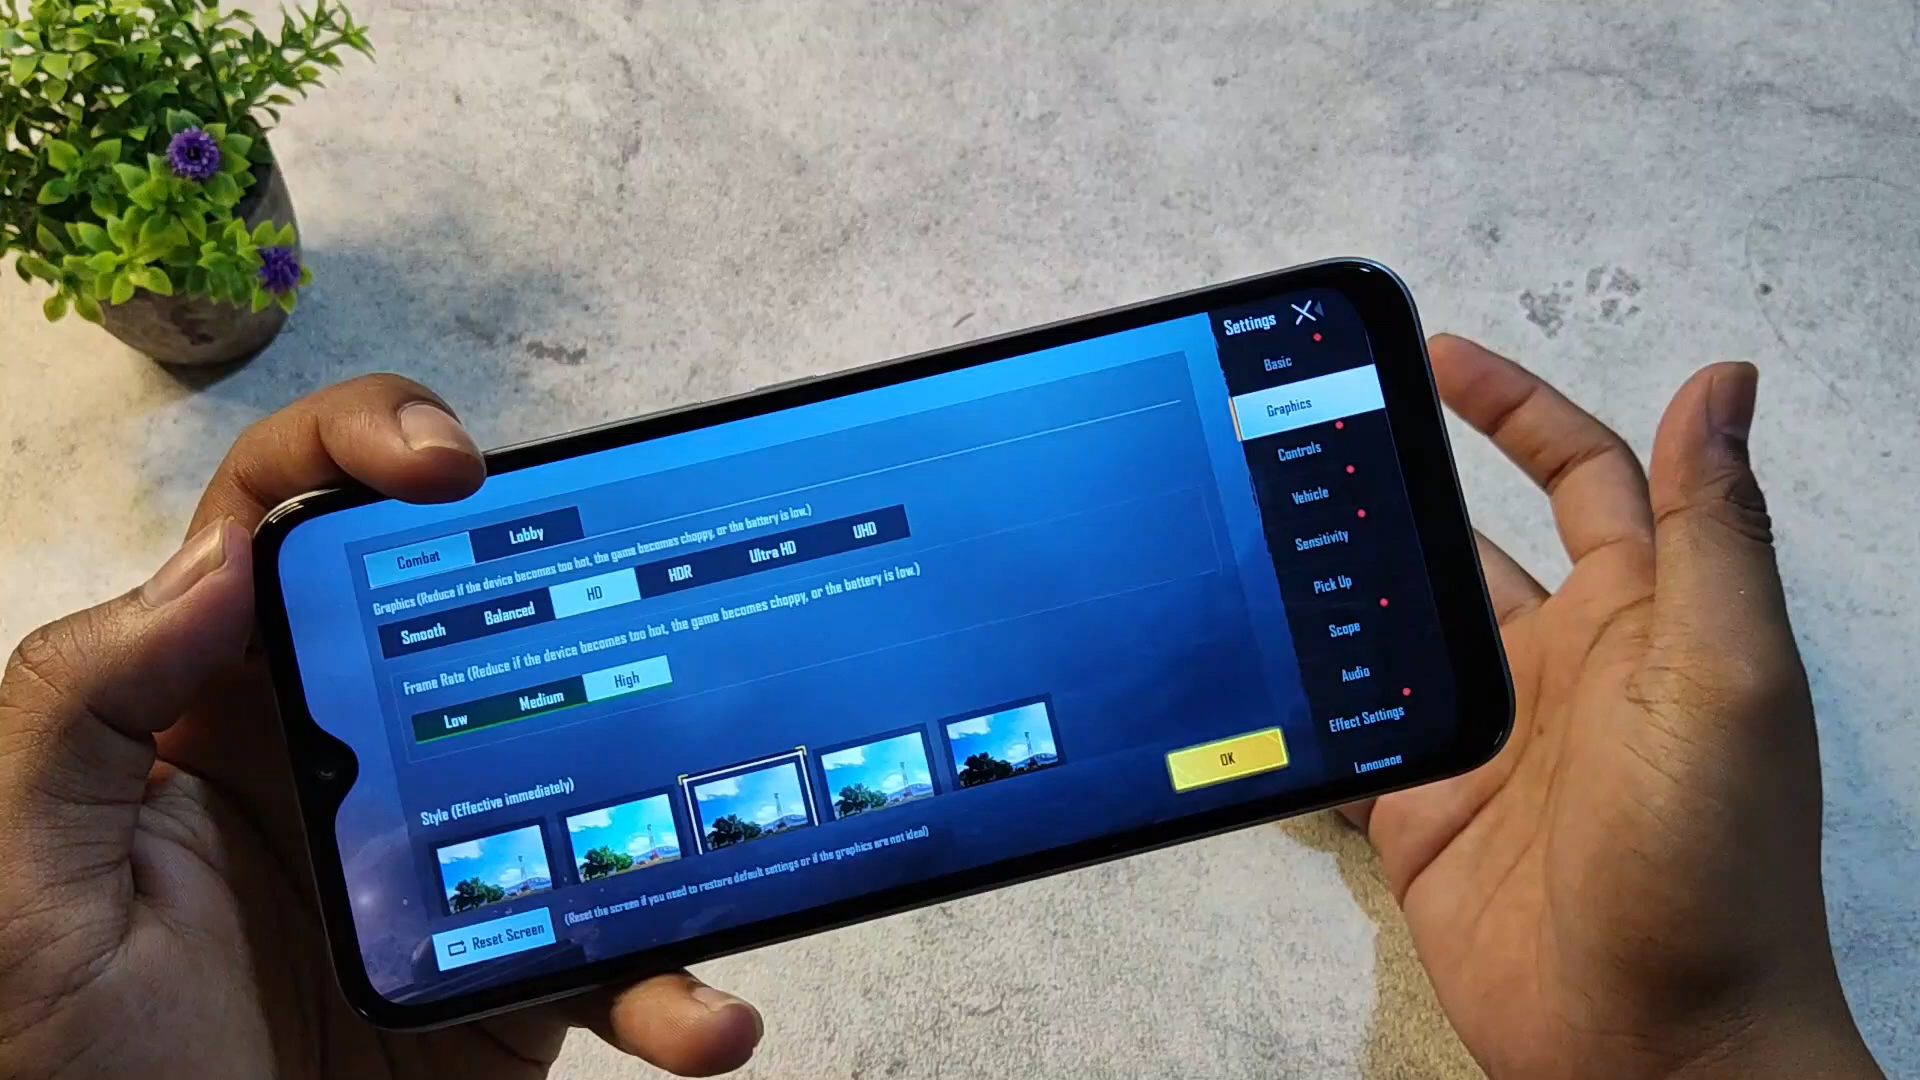 Combat Lobby
Graphics (Reduce if the device becomes too hot, the game becomes choppy, or the battery is low.)
Smooth Balanced HD HDR Ultra HD UHD
Frame Rate (Reduce if the device becomes too hot, the game becomes choppy, or the battery is low.)
Low Medium High
Style (Effective immediately)
Reset Screen
(Reset the screen if you need to restore default settings or if the graphics are not ideal)
OK
Settings
Basic
Graphics
Controls
Vehicle
Sensitivity
Pick Up
Scope
Audio
Effect Settings
Language